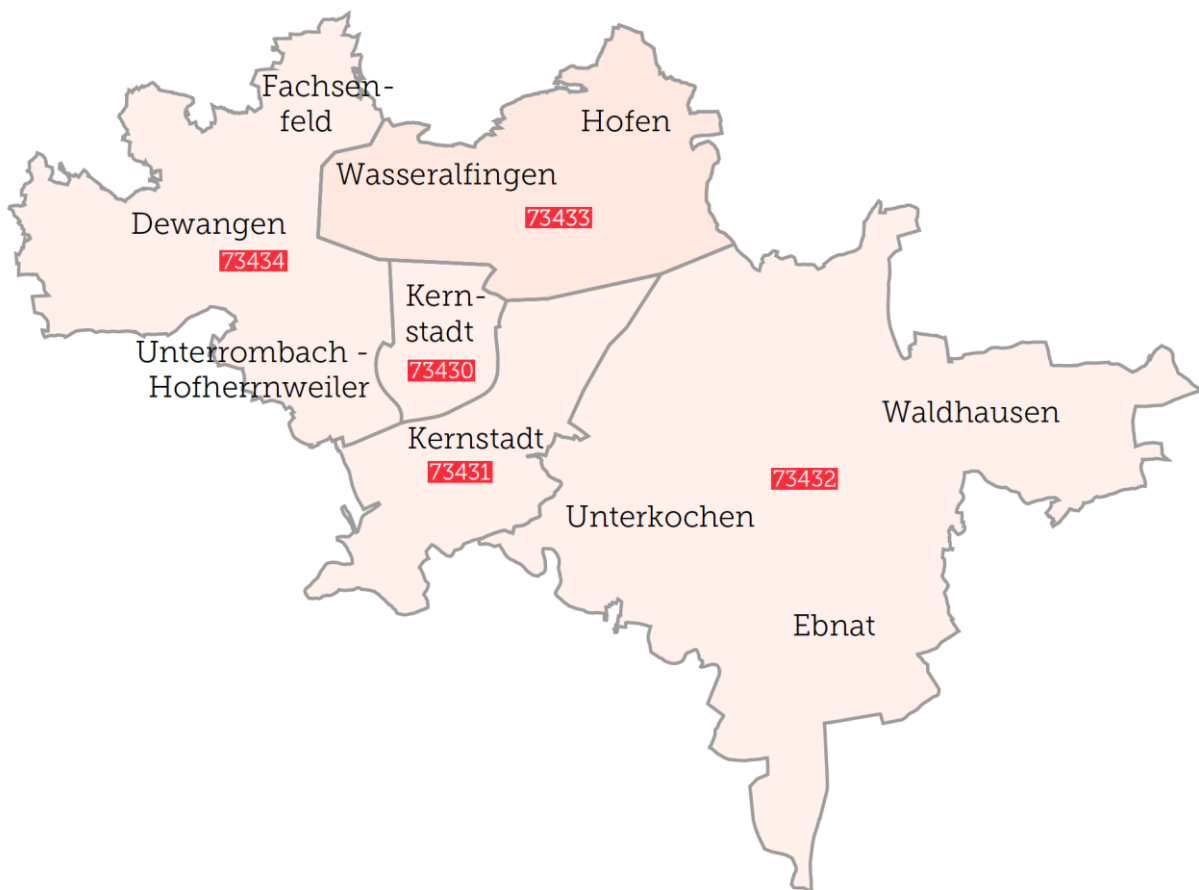 Fachsen-
feld
Hofen
Wasseralfingen
73433
Dewangen
73434
Kern-
stadt
73430
Unterrombach -
Hofherrnweiler
Kernstadt
73431
Waldhausen
73432
Unterkochen
Ebnat